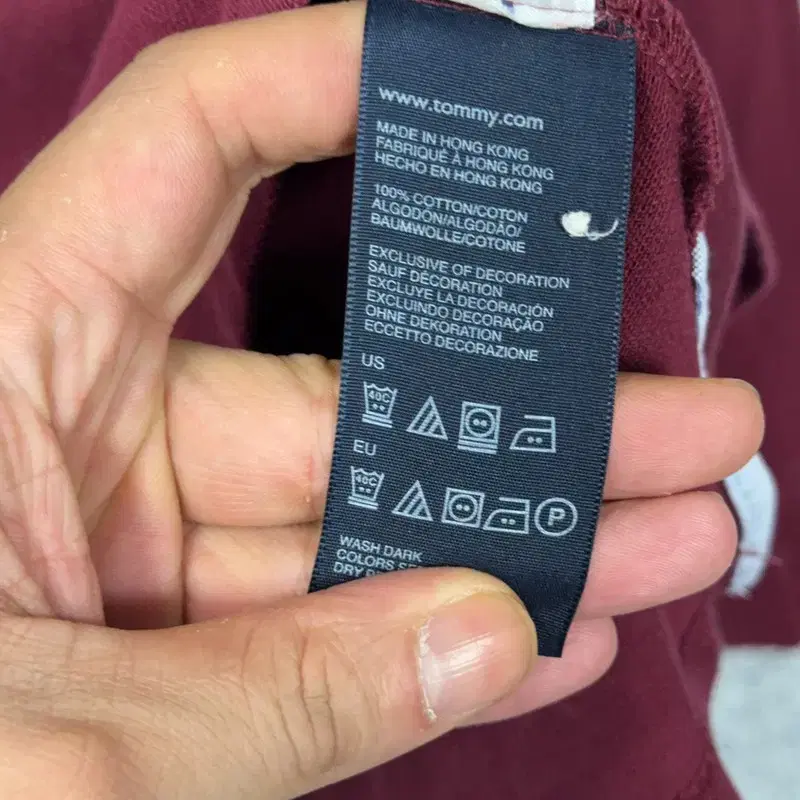 www.tommy.com
MADE IN HONG KONG
FABRIQUÉ À HONG KONG
HECHO EN HONG KONG
100% COTTON/COTON
ALGODÓN/ALGODÃO/
BAUMWOLLE/COTONE
EXCLUSIVE OF DECORATION
SAUF DÉCORATION
EXCLUYE LA DECORACIÓN
EXCLUINDO DECORAÇÃO
OHNE DEKORATION
ECCETTO DECORAZIONE
US
40C
EU
40C
P
WASH DARK
COLORS
DRY